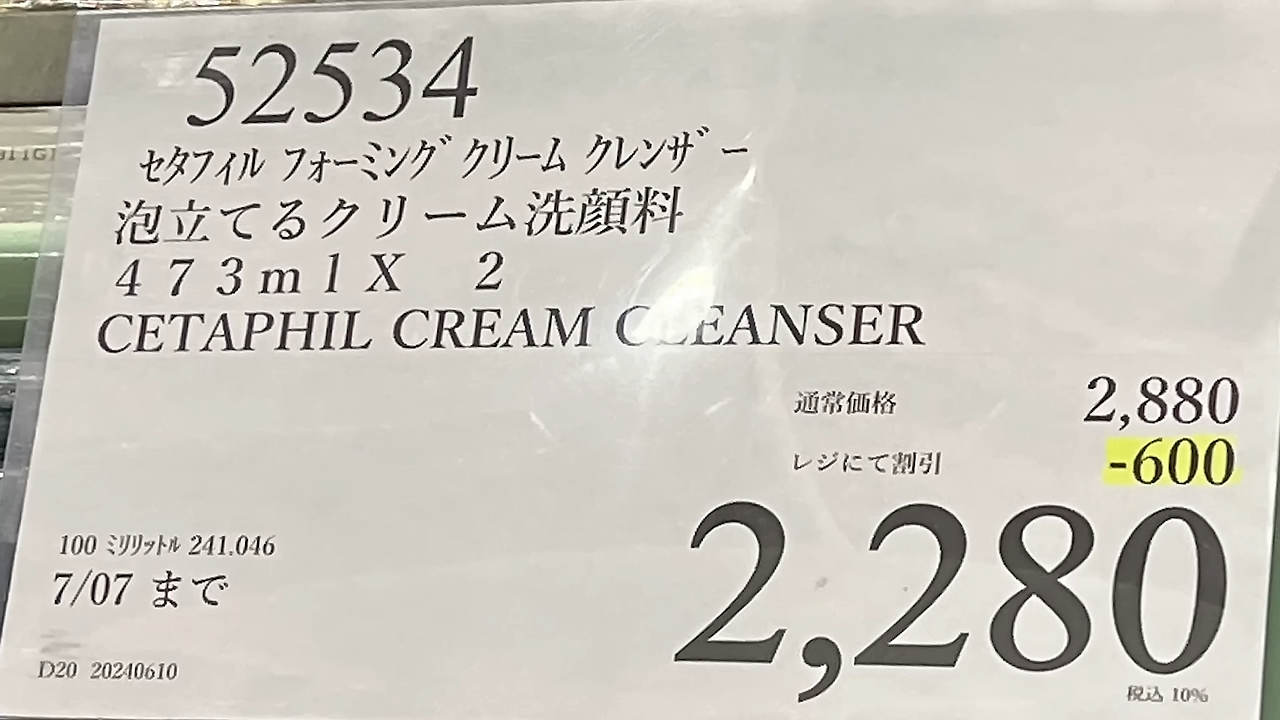 52534
セタフィル フォーミング クリーム クレンザー
泡立てるクリーム洗顔料
473ml X 2
CETAPHIL CREAM CLEANSER
通常価格 2,880
レジにて割引 -600
2,280
100 ミリリットル 241.046
7/07 まで
D20 20240610
税込 10%